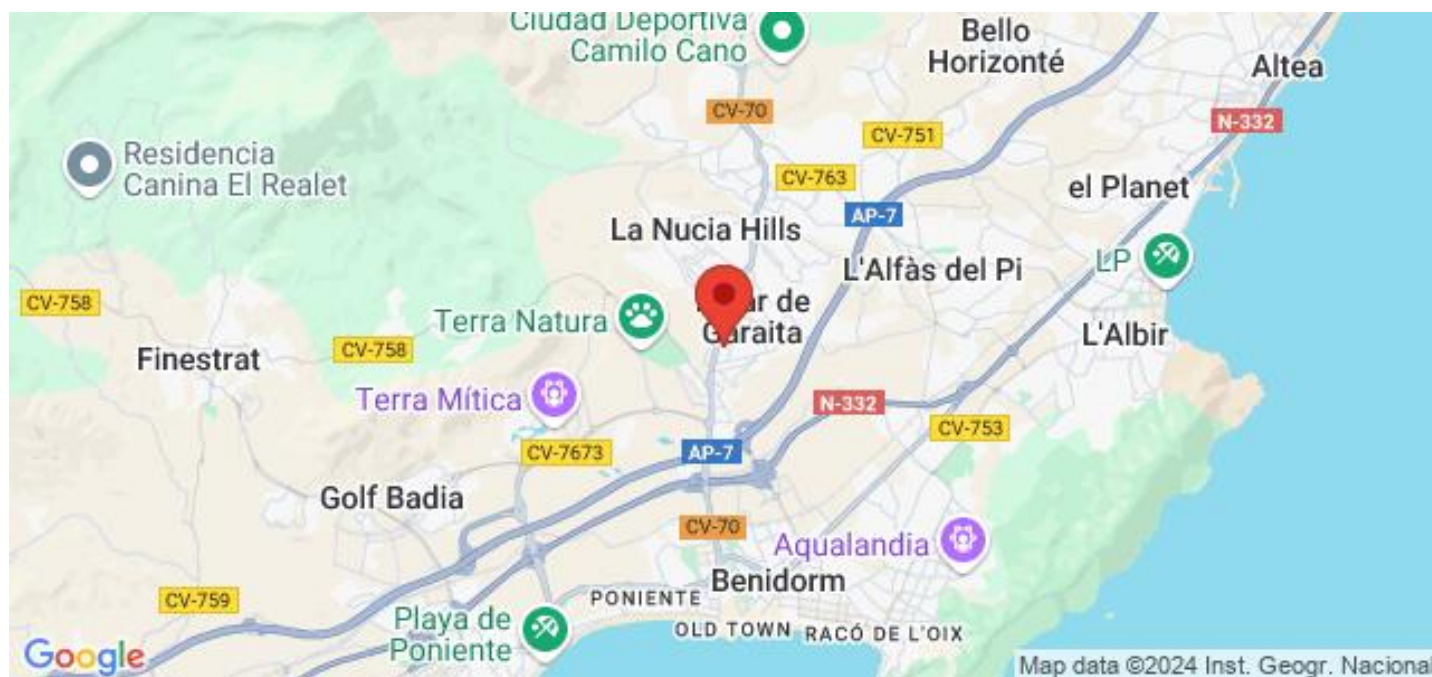 Ciudad Deportiva
Camilo Cano
Bello
Horizonté
Altea
CV-70
N-332
CV-751
Residencia
Canina El Realet
CV-763
el Planet
AP-7
La Nucia Hills
LP
L'Alfàs del Pi
CV-758
Terra Natura
ar de
Garaita
L'Albir
Finestrat
CV-758
Terra Mítica
N-332
CV-753
CV-7673
AP-7
Golf Badia
CV-70
Aqualandia
Benidorm
CV-759
PONIENTE
Playa de
Poniente
OLD TOWN
RACÓ DE L'OIX
Google
Map data ©2024 Inst. Geogr. Nacional